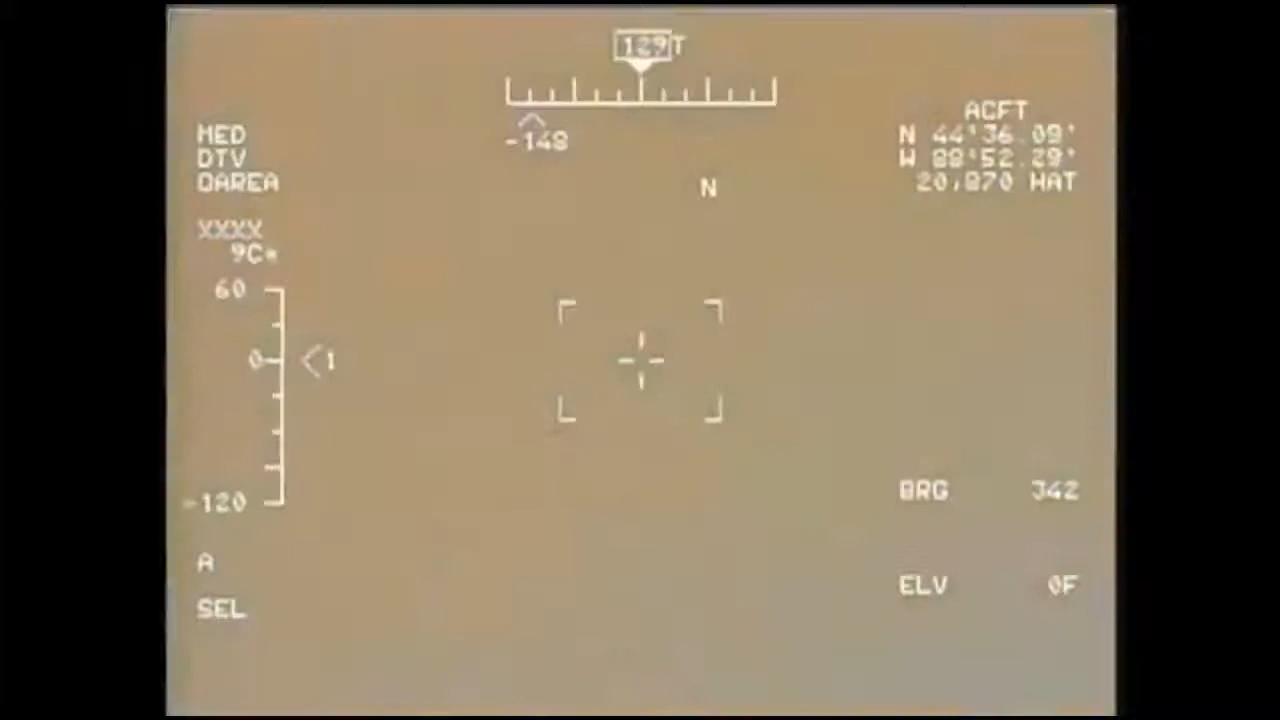 129T
-148
N
MED
DTV
OAREA
XXXX
9C*
60
0
<1
-120
A
SEL
ACFT
N 44°36.09'
W 88°52.29'
20,870 HAT
BRG 342
ELV 0F